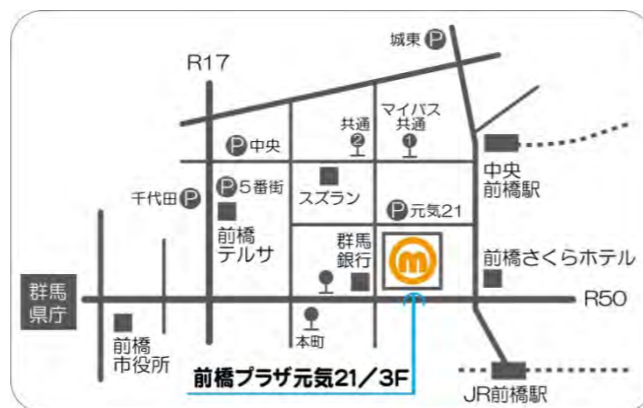 城東 P
R17
マイバス
共通
共通
2
1
P 中央
中央
前橋駅
千代田 P
P 5番街
スズラン
P 元気21
前橋
テルサ
群馬
銀行
m
前橋さくらホテル
群馬
県庁
R50
前橋
市役所
本町
前橋プラザ元気21/3F
JR前橋駅